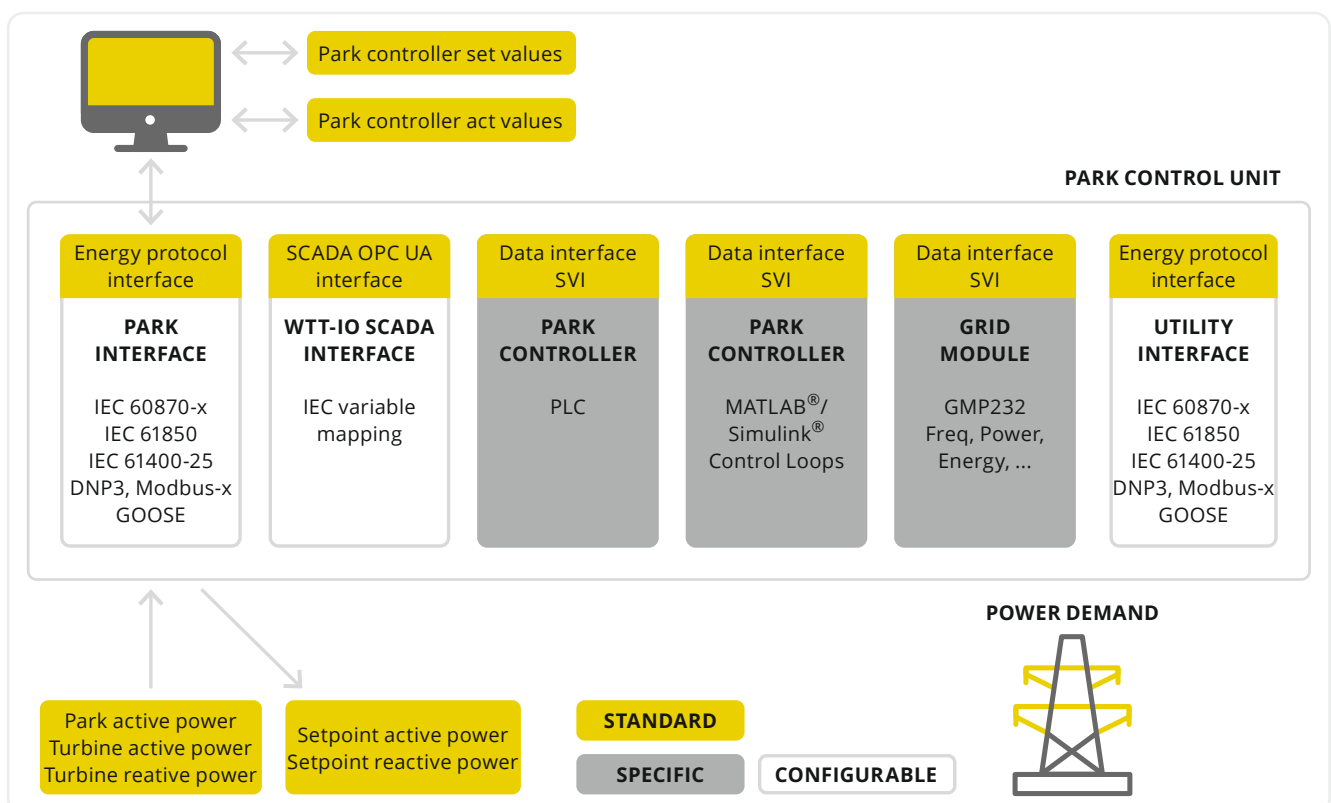 Park controller set values
Park controller act values
PARK CONTROL UNIT
Energy protocol
interface
PARK
INTERFACE
IEC 60870-x
IEC 61850
IEC 61400-25
DNP3, Modbus-x
GOOSE
SCADA OPC UA
interface
WTT-IO SCADA
INTERFACE
IEC variable
mapping
Data interface
SVI
PARK
CONTROLLER
PLC
Data interface
SVI
PARK
CONTROLLER
MATLAB®/
Simulink®
Control Loops
Data interface
SVI
GRID
MODULE
GMP232
Freq, Power,
Energy, ...
Energy protocol
interface
UTILITY
INTERFACE
IEC 60870-x
IEC 61850
IEC 61400-25
DNP3, Modbus-x
GOOSE
POWER DEMAND
Park active power
Turbine active power
Turbine reative power
Setpoint active power
Setpoint reactive power
STANDARD
SPECIFIC
CONFIGURABLE